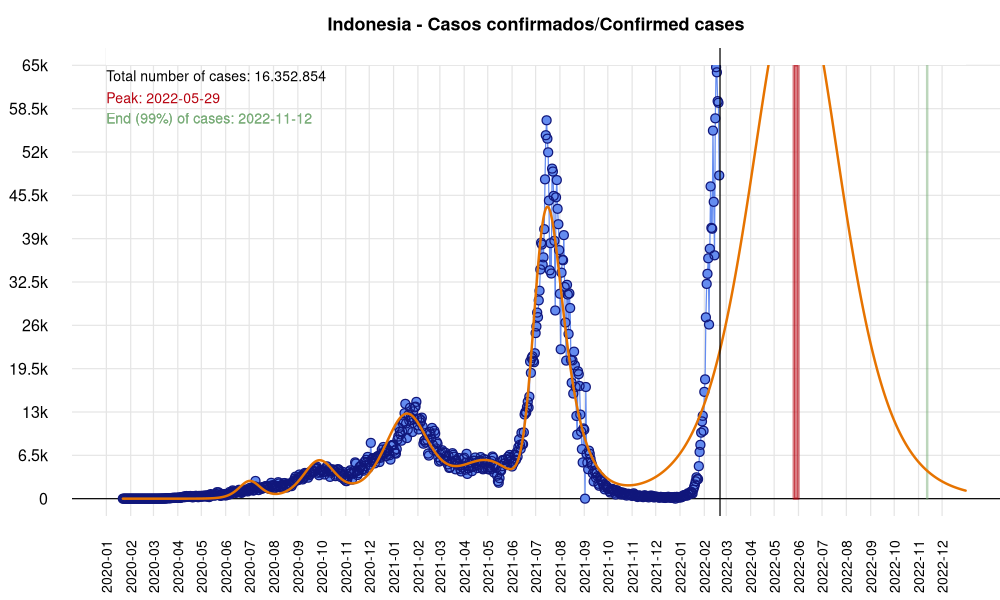 Indonesia - Casos confirmados/Confirmed cases
65k
Total number of cases: 16.352.854
Peak: 2022-05-29
End (99%) of cases: 2022-11-12
58.5k
52k
45.5k
39k
32.5k
26k
19.5k
13k
6.5k
0
2020-01
2020-02
2020-03
2020-04
2020-05
2020-06
2020-07
2020-08
2020-09
2020-10
2020-11
2020-12
2021-01
2021-02
2021-03
2021-04
2021-05
2021-06
2021-07
2021-08
2021-09
2021-10
2021-11
2021-12
2022-01
2022-02
2022-03
2022-04
2022-05
2022-06
2022-07
2022-08
2022-09
2022-10
2022-11
2022-12